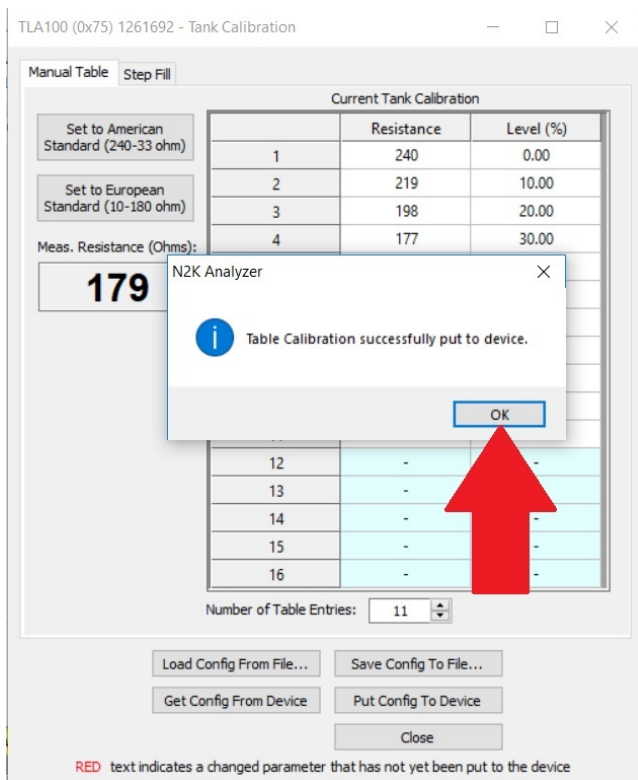 TLA100 (0x75) 1261692 - Tank Calibration
Manual Table Step Fill
Current Tank Calibration
Set to American
Standard (240-33 ohm)
Set to European
Standard (10-180 ohm)
Meas. Resistance (Ohms):
179
Resistance Level (%)
1 240 0.00
2 219 10.00
3 198 20.00
4 177 30.00
N2K Analyzer
Table Calibration successfully put to device.
OK
12 - -
13 - -
14 - -
15 - -
16 - -
Number of Table Entries: 11
Load Config From File... Save Config To File...
Get Config From Device Put Config To Device
Close
RED text indicates a changed parameter that has not yet been put to the device